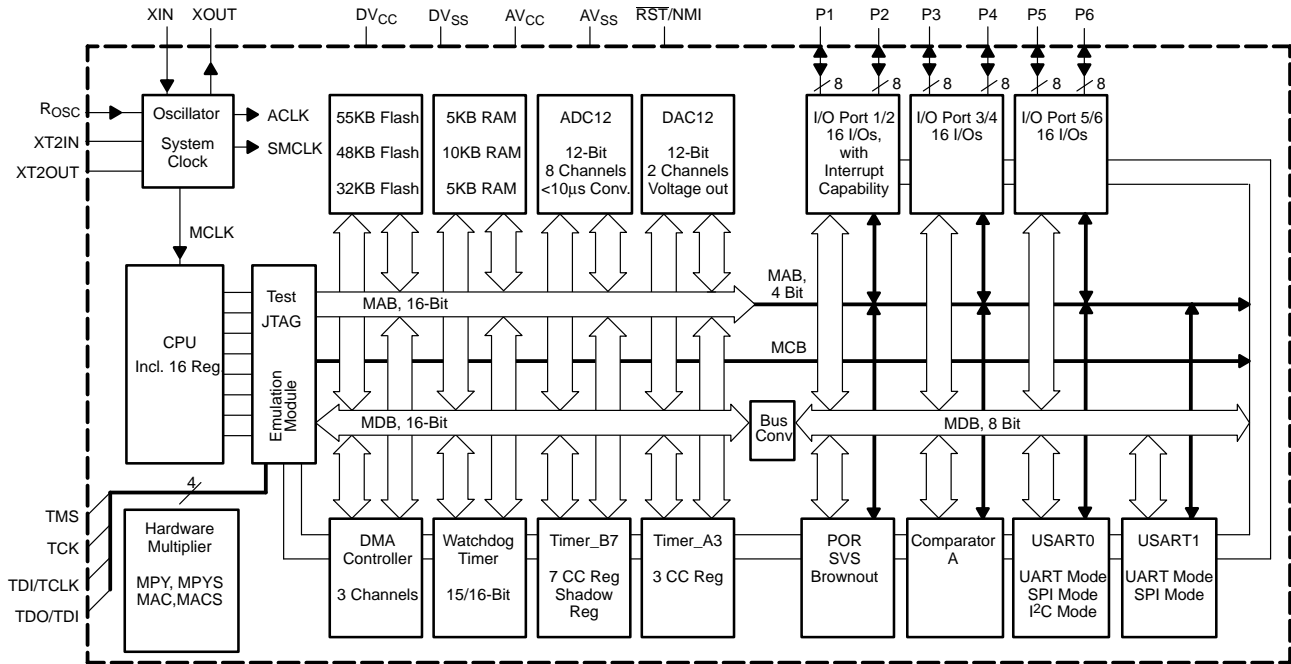 XIN
XOUT
DVCC
DVSS
AVCC
AVSS
RST/NMI
P1
P2
P3
P4
P5
P6
8
8
8
8
8
8
ROSC
XT2IN
XT2OUT
Oscillator
System
Clock
ACLK
SMCLK
MCLK
55KB Flash
48KB Flash
32KB Flash
5KB RAM
10KB RAM
5KB RAM
ADC12
12-Bit
8 Channels
<10μs Conv.
DAC12
12-Bit
2 Channels
Voltage out
I/O Port 1/2
16 I/Os,
with
Interrupt
Capability
I/O Port 3/4
16 I/Os
I/O Port 5/6
16 I/Os
CPU
Incl. 16 Reg.
Test
JTAG
Emulation
Module
MAB, 16-Bit
MAB,
4 Bit
MCB
MDB, 16-Bit
Bus
Conv
MDB, 8 Bit
4
TMS
TCK
TDI/TCLK
TDO/TDI
Hardware
Multiplier
MPY, MPYS
MAC,MACS
DMA
Controller
3 Channels
Watchdog
Timer
15/16-Bit
Timer_B7
7 CC Reg
Shadow
Reg
Timer_A3
3 CC Reg
POR
SVS
Brownout
Comparator
A
USART0
UART Mode
SPI Mode
I2C Mode
USART1
UART Mode
SPI Mode